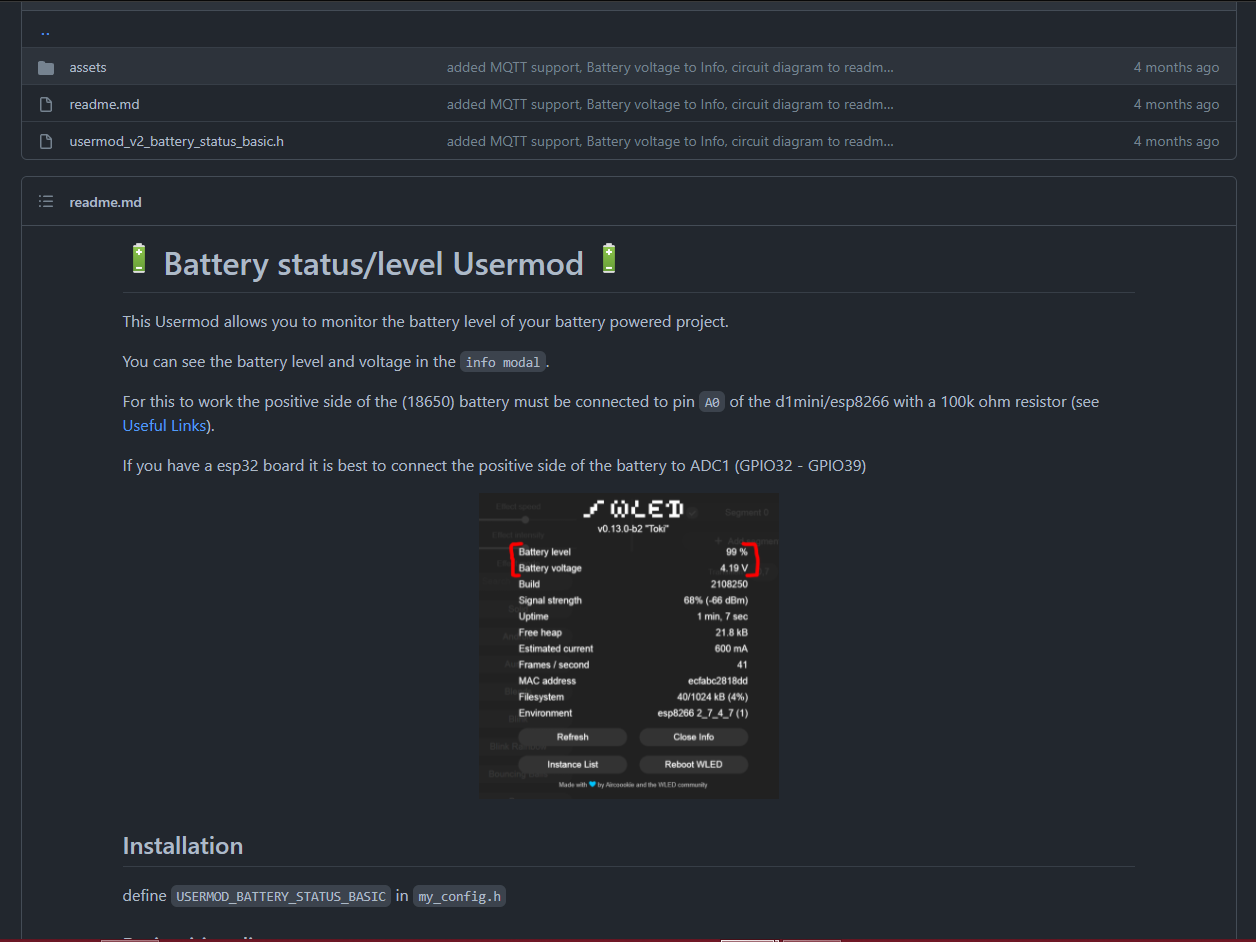 ..
assets added MQTT support, Battery voltage to Info, circuit diagram to readm... 4 months ago
readme.md added MQTT support, Battery voltage to Info, circuit diagram to readm... 4 months ago
usermod_v2_battery_status_basic.h added MQTT support, Battery voltage to Info, circuit diagram to readm... 4 months ago
readme.md
🔋 Battery status/level Usermod 🔋
This Usermod allows you to monitor the battery level of your battery powered project.
You can see the battery level and voltage in the info modal.
For this to work the positive side of the (18650) battery must be connected to pin A0 of the d1mini/esp8266 with a 100k ohm resistor (see
Useful Links).
If you have a esp32 board it is best to connect the positive side of the battery to ADC1 (GPIO32 - GPIO39)
WLED
v0.13.0-b2 "Toki"
Battery level 99 %
Battery voltage 4.19 V
Build 2108250
Signal strength 68% (-66 dBm)
Uptime 1 min, 7 sec
Free heap 21.8 kB
Estimated current 600 mA
Frames / second 41
MAC address ecfabc2818dd
Filesystem 40/1024 kB (4%)
Environment esp8266 2_7_4_7 (1)
Refresh Close Info
Instance List Reboot WLED
Made with 💙 by Aircoookie and the WLED community
Installation
define USERMOD_BATTERY_STATUS_BASIC in my_config.h